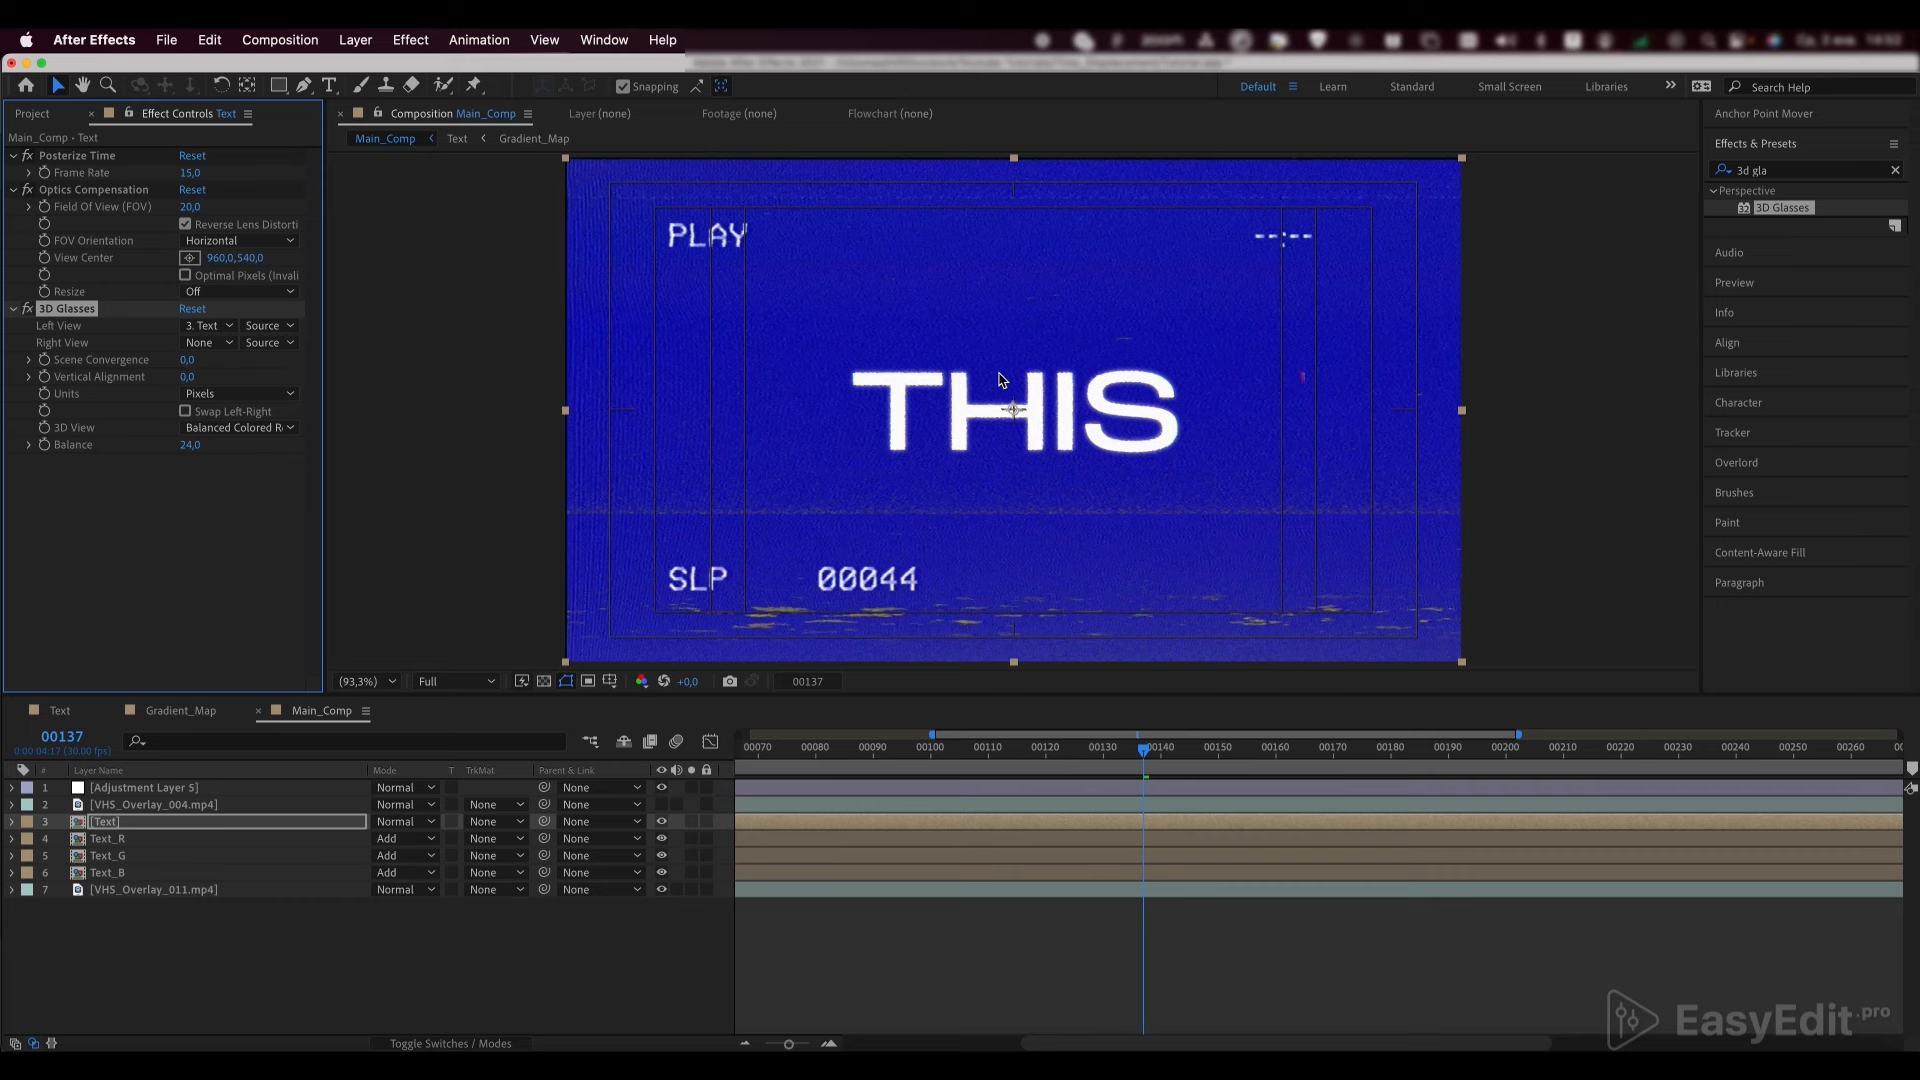 After Effects File Edit Composition Layer Effect Animation View Window Help
Snapping Default Learn Standard Small Screen Libraries Search Help
Project Effect Controls Text
Main_Comp • Text
Posterize Time Reset
Frame Rate 15,0
Optics Compensation Reset
Field Of View (FOV) 20,0
Reverse Lens Distorti
FOV Orientation Horizontal
View Center 960,0,540,0
Optimal Pixels (Invali
Resize Off
3D Glasses Reset
Left View 3. Text Source
Right View None Source
Scene Convergence 0,0
Vertical Alignment 0,0
Units Pixels
Swap Left-Right
3D View Balanced Colored R
Balance 24,0
Composition Main_Comp Layer (none) Footage (none) Flowchart (none)
Main_Comp Text Gradient_Map
PLAY --:--
THIS
SLP 00044
(93,3%) Full +0,0 00137
Anchor Point Mover
Effects & Presets
3d gla
Perspective
32 3D Glasses
Audio
Preview
Info
Align
Libraries
Character
Tracker
Overlord
Brushes
Paint
Content-Aware Fill
Paragraph
Text Gradient_Map Main_Comp
00137
0:00:04:17 (30.00 fps)
00070 00080 00090 00100 00110 00120 00130 00140 00150 00160 00170 00180 00190 00200 00210 00220 00230 00240 00250 00260
# Layer Name Mode T TrkMat Parent & Link
1 [Adjustment Layer 5] Normal None
2 [VHS_Overlay_004.mp4] Normal None None
3 [Text] Normal None None
4 Text_R Add None None
5 Text_G Add None None
6 Text_B Add None None
7 [VHS_Overlay_011.mp4] Normal None None
Toggle Switches / Modes
EasyEdit.pro